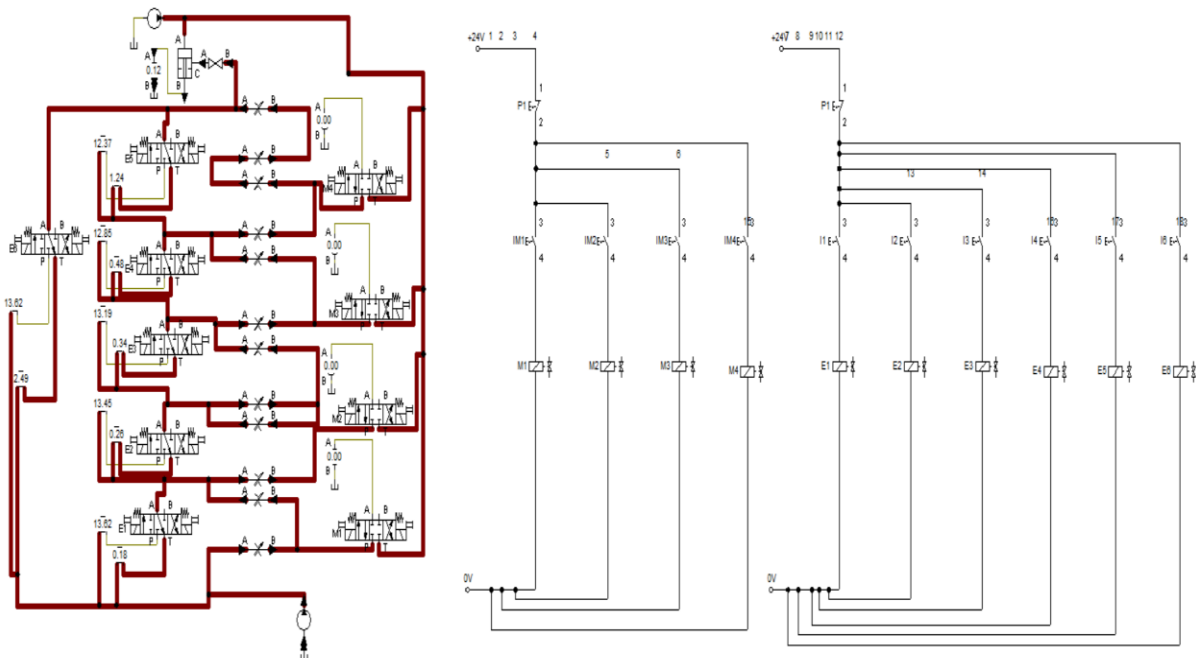 A
A
B
A
0.12
B
C
B
A
B
A
B
A
0.00
B
12.37
E5
P
T
1.24
A
B
A
B
A
B
M4
P
T
A
B
E6
P
T
A
B
12.85
E4
P
T
0.48
A
B
A
B
A
0.00
B
A
B
M3
13.62
13.19
A
B
E3
P
T
0.34
A
B
A
B
A
0.00
B
2.49
13.45
A
B
E2
P
T
0.26
A
B
A
B
A
B
M2
A
0.00
B
A
B
A
B
13.62
A
B
E1
P
T
0.18
A
B
A
B
M1
+24V 1 2 3 4
1
P1
2
5 6
3 3 3
IM1 IM2 IM3 IM4
4 4 4 4
M1 M2 M3 M4
0V
+24V 7 8 9 10 11 12
1
P1
2
13 14
3 3 3
I1 I2 I3 I4 I5 I6
4 4 4 4 4 4
E1 E2 E3 E4 E5 E6
0V